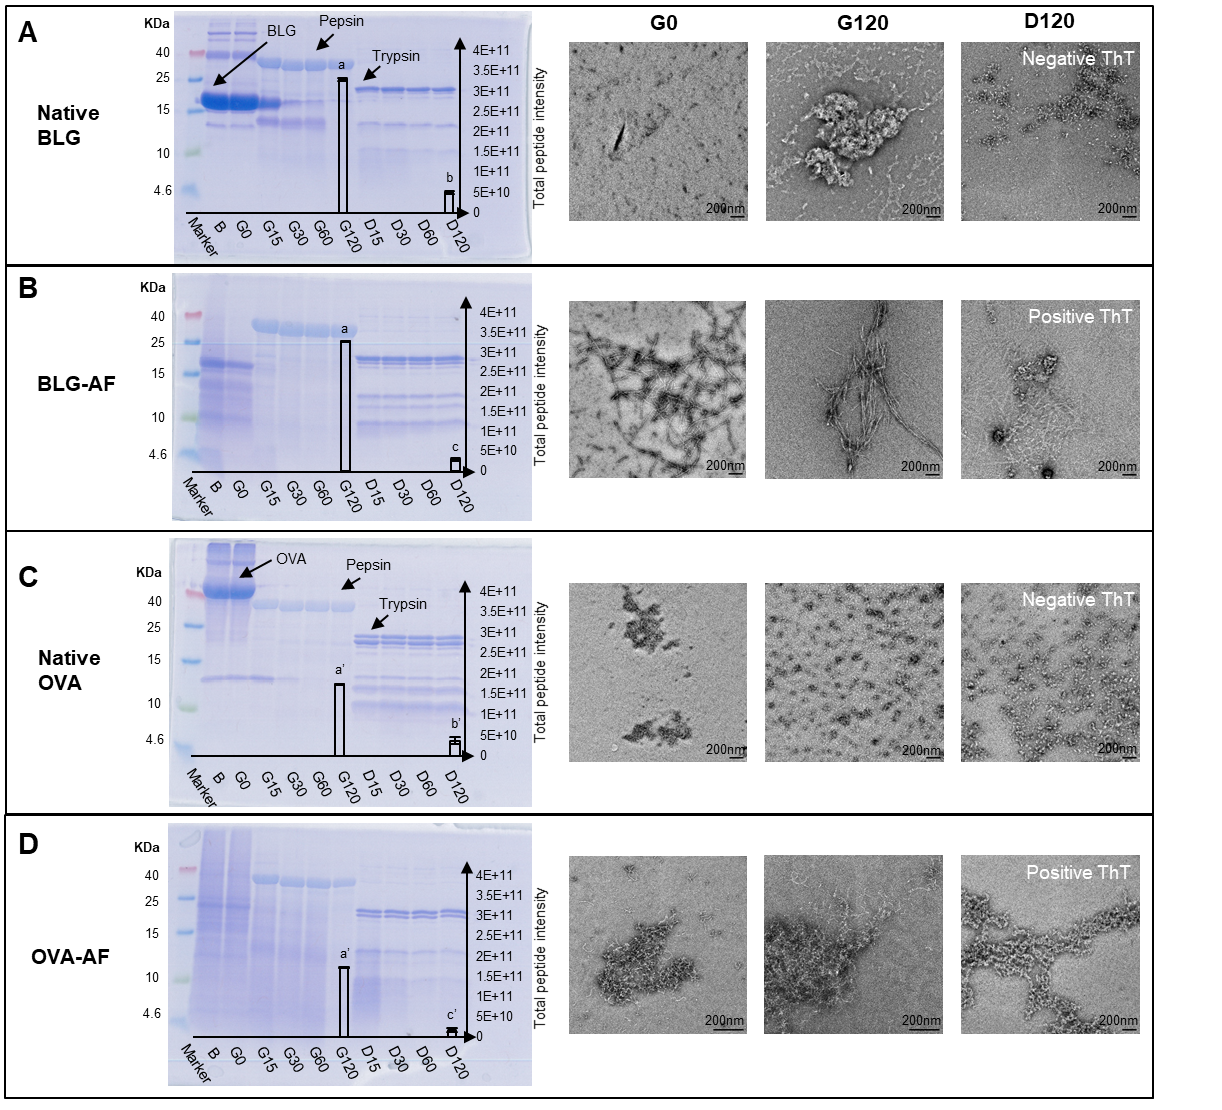 G0 G120 D120
A
KDa
40
25
15
10
4.6
Native
BLG
BLG
Pepsin
Trypsin
a
b
4E+11
3.5E+11
3E+11
2.5E+11
2E+11
1.5E+11
1E+11
5E+10
0
Total peptide intensity
Marker B G0 G15 G30 G60 G120 D15 D30 D60 D120
Negative ThT
200nm 200nm 200nm
B
KDa
40
25
15
10
4.6
BLG-AF
a
c
4E+11
3.5E+11
3E+11
2.5E+11
2E+11
1.5E+11
1E+11
5E+10
0
Total peptide intensity
Marker B G0 G15 G30 G60 G120 D15 D30 D60 D120
Positive ThT
200nm 200nm 200nm
C
KDa
40
25
15
10
4.6
Native
OVA
OVA
Pepsin
Trypsin
a'
b'
4E+11
3.5E+11
3E+11
2.5E+11
2E+11
1.5E+11
1E+11
5E+10
0
Total peptide intensity
Marker B G0 G15 G30 G60 G120 D15 D30 D60 D120
Negative ThT
200nm 200nm 200nm
D
KDa
40
25
15
10
4.6
OVA-AF
a'
c'
4E+11
3.5E+11
3E+11
2.5E+11
2E+11
1.5E+11
1E+11
5E+10
0
Total peptide intensity
Marker B G0 G15 G30 G60 G120 D15 D30 D60 D120
Positive ThT
200nm 200nm 200nm